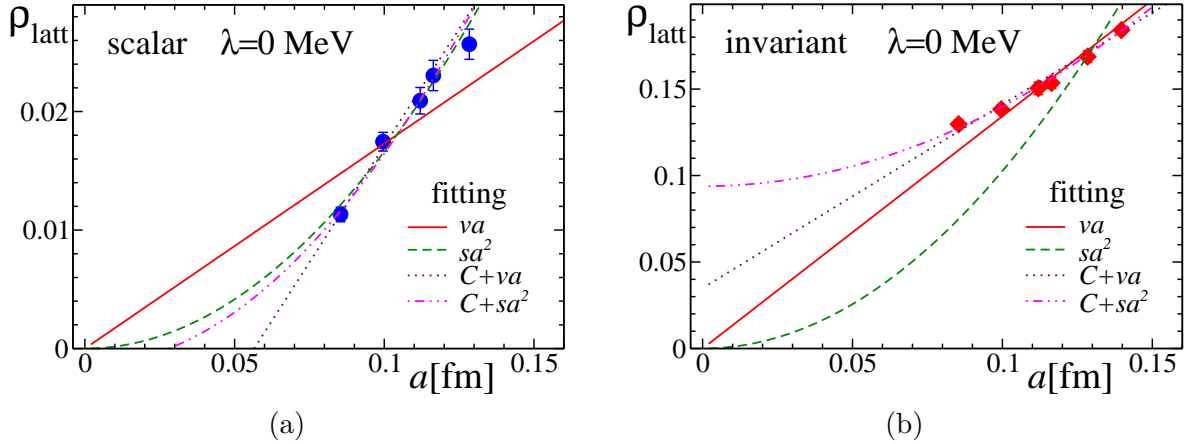 ρlatt
scalar λ=0 MeV
0.02
0.01
0
fitting
va
sa²
C+va
C+sa²
0 0.05 0.1 0.15
a[fm]
(a)
ρlatt
invariant λ=0 MeV
0.15
0.1
0.05
0
fitting
va
sa²
C+va
C+sa²
0 0.05 0.1 0.15
a[fm]
(b)